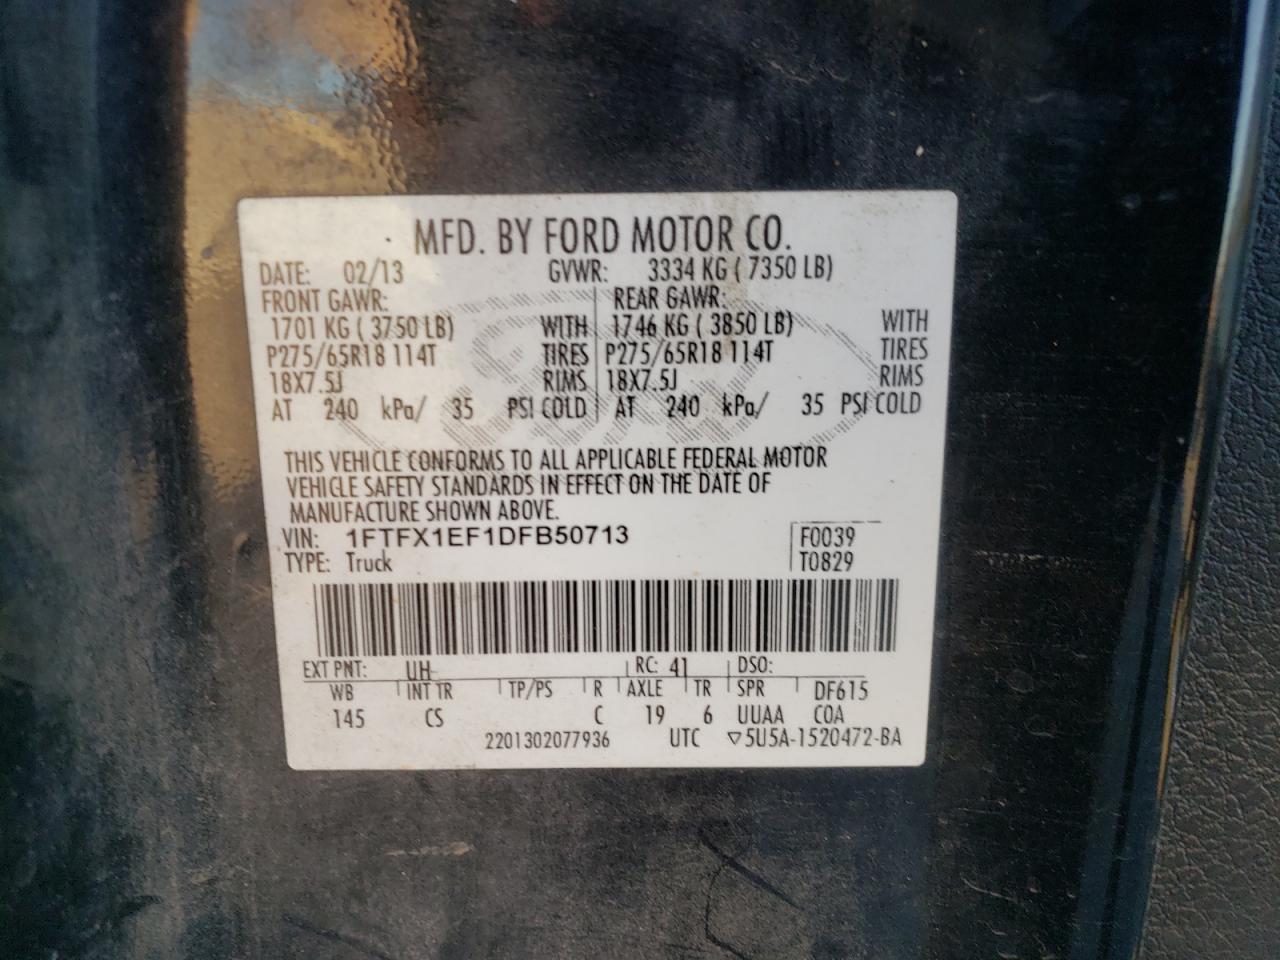 MFD. BY FORD MOTOR CO.
DATE: 02/13 GVWR: 3334 KG ( 7350 LB)
FRONT GAWR: REAR GAWR:
1701 KG ( 3750 LB) WITH 1746 KG ( 3850 LB) WITH
P275/65R18 114T TIRES P275/65R18 114T TIRES
18X7.5J RIMS 18X7.5J RIMS
AT 240 kPa/ 35 PSI COLD AT 240 kPa/ 35 PSI COLD
THIS VEHICLE CONFORMS TO ALL APPLICABLE FEDERAL MOTOR
VEHICLE SAFETY STANDARDS IN EFFECT ON THE DATE OF
MANUFACTURE SHOWN ABOVE.
VIN: 1FTFX1EF1DFB50713 F0039
TYPE: Truck T0829
EXT PNT: UH RC: 41 DSO:
WB INT TR TP/PS R AXLE TR SPR DF615
145 CS C 19 6 UUAA COA
2201302077936 UTC ▽5U5A-1520472-BA
Ford